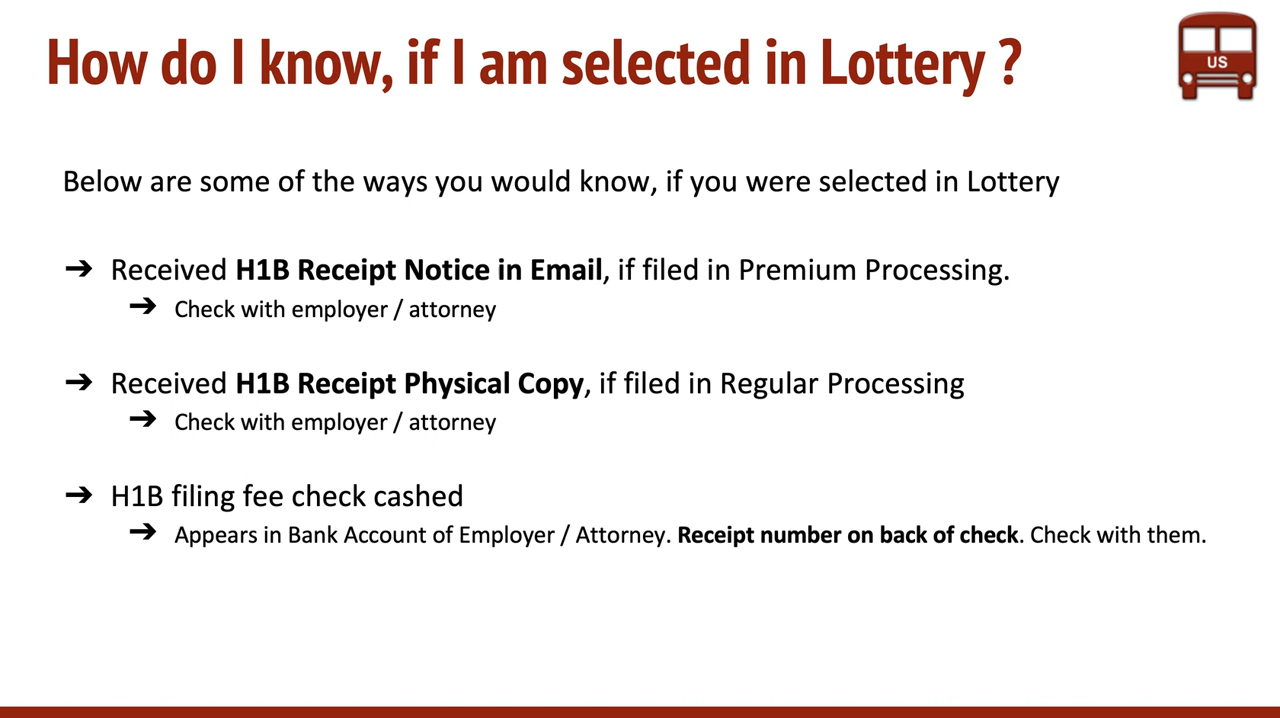 How do I know, if I am selected in Lottery ?
US
Below are some of the ways you would know, if you were selected in Lottery
➔ Received H1B Receipt Notice in Email, if filed in Premium Processing.
➔ Check with employer / attorney
➔ Received H1B Receipt Physical Copy, if filed in Regular Processing
➔ Check with employer / attorney
➔ H1B filing fee check cashed
➔ Appears in Bank Account of Employer / Attorney. Receipt number on back of check. Check with them.